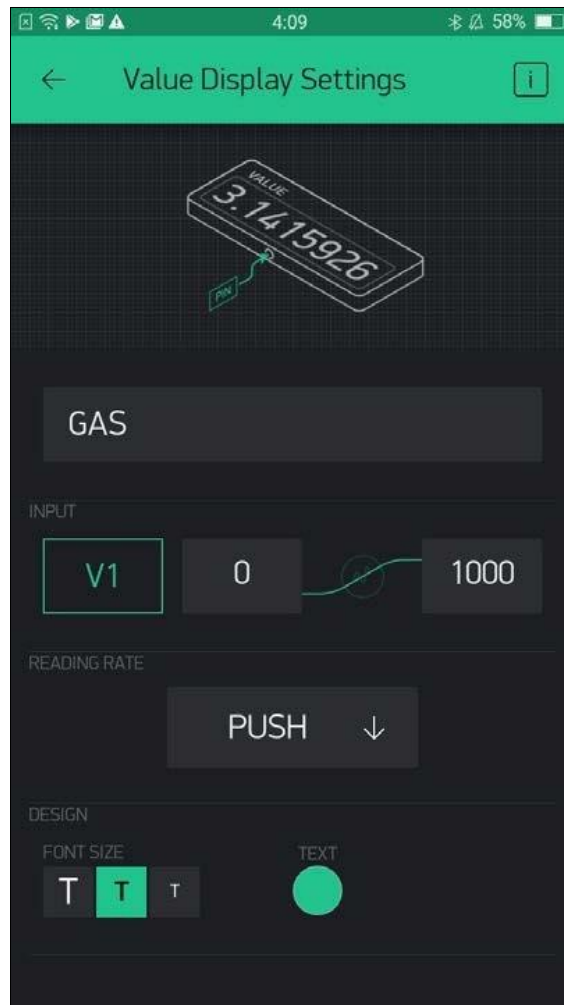 4:09 58%
← Value Display Settings i
VALUE
3.1415926
PIN
GAS
INPUT
V1 0 1000
READING RATE
PUSH ↓
DESIGN
FONT SIZE TEXT
T T T